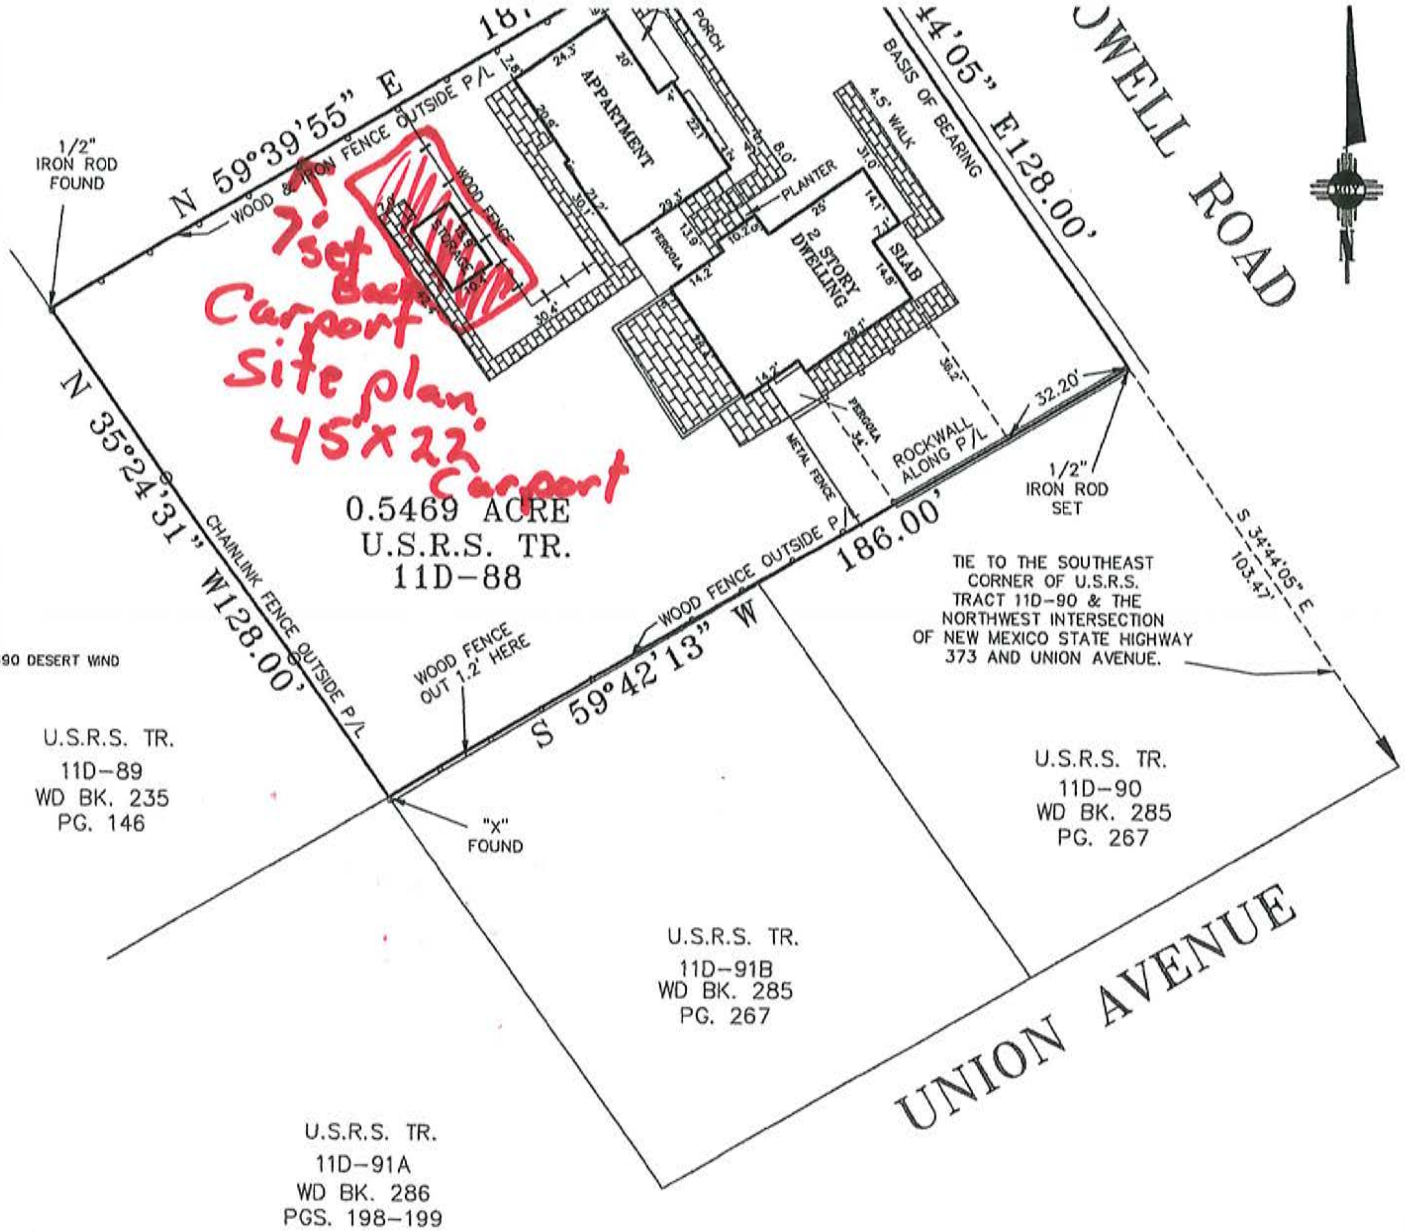 187
N 59°39'55" E
WOOD & IRON FENCE OUTSIDE P/L
7.8'
1/2"
IRON ROD
FOUND
7' set
Back
Carport
site plan
45 x 22'
Carport
WOOD FENCE
STORAGE
30.4'
24.3'
20'
APPARTMENT
20.9'
22.1'
21.2'
30.1'
29.3'
PORCH
8.0'
PLANTER
PERGOLA
13.9'
10.2'
14.2'
25'
2 STORY
DWELLING
14.1'
7.1'
SLAB
14.8'
28.1'
14.2'
4.5' WALK
31.0'
BASIS OF BEARING
44'05" E128.00'
OWELL ROAD
N
PERGOLA
34'
36.2'
METAL FENCE
ROCKWALL
ALONG P/L
32.20'
1/2"
IRON ROD
SET
N 35°24'31" W128.00'
CHAINLINK FENCE OUTSIDE P/L
0.5469 ACRE
U.S.R.S. TR.
11D-88
WOOD FENCE OUTSIDE P/L
186.00'
S 59°42'13" W
WOOD FENCE
OUT 1.2' HERE
S 34°44'05" E
103.47'
TIE TO THE SOUTHEAST
CORNER OF U.S.R.S.
TRACT 11D-90 & THE
NORTHWEST INTERSECTION
OF NEW MEXICO STATE HIGHWAY
373 AND UNION AVENUE.
90 DESERT WIND
U.S.R.S. TR.
11D-89
WD BK. 235
PG. 146
"X"
FOUND
U.S.R.S. TR.
11D-90
WD BK. 285
PG. 267
U.S.R.S. TR.
11D-91B
WD BK. 285
PG. 267
UNION AVENUE
U.S.R.S. TR.
11D-91A
WD BK. 286
PGS. 198-199